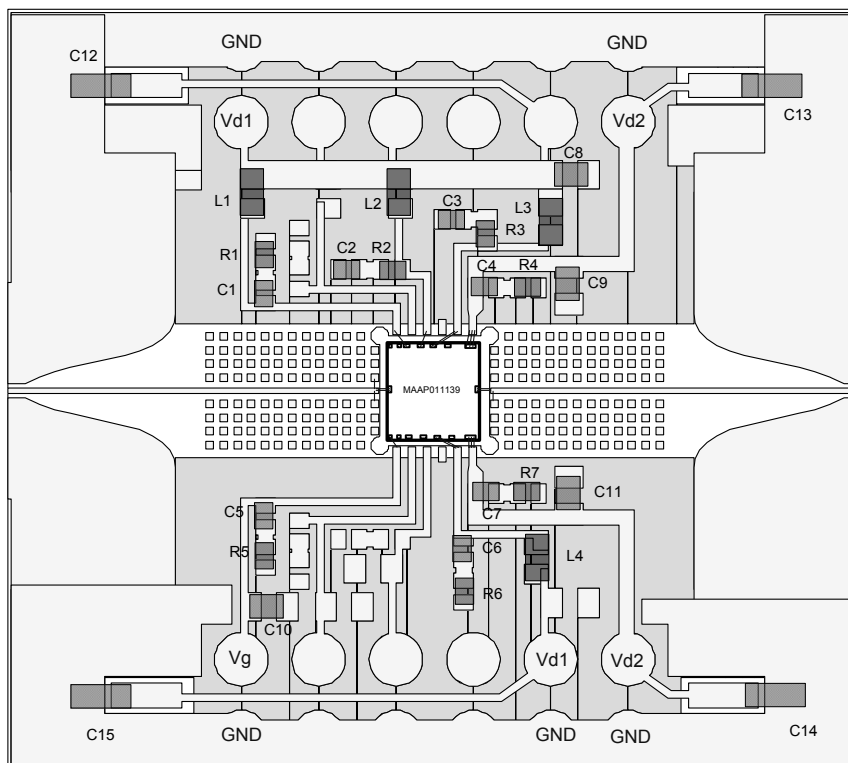 GND GND
C12
C13
Vd1 Vd2
C8
L1 L2 C3 L3
R3
R1 C2 R2 C4 R4
C1 C9
MAAP011139
R7
C11
C5 C7
R5 C6 L4
R6
C10
Vg Vd1 Vd2
C15 C14
GND GND GND